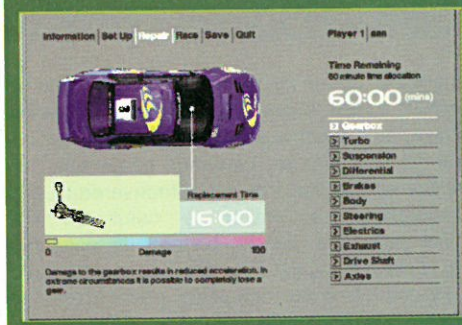 Information | Set Up | Repair | Race | Save | Quit
Player 1
Time Remaining
60 minute time allocation
60:00 (mins)
Gearbox
Turbo
Suspension
Differential
Brakes
Body
Steering
Electrics
Exhaust
Drive Shaft
Axles
Replacement Time
16:00
0 Damage 100
Damage to the gearbox results in reduced acceleration. In
extreme circumstances it is possible to completely lose a
gear.